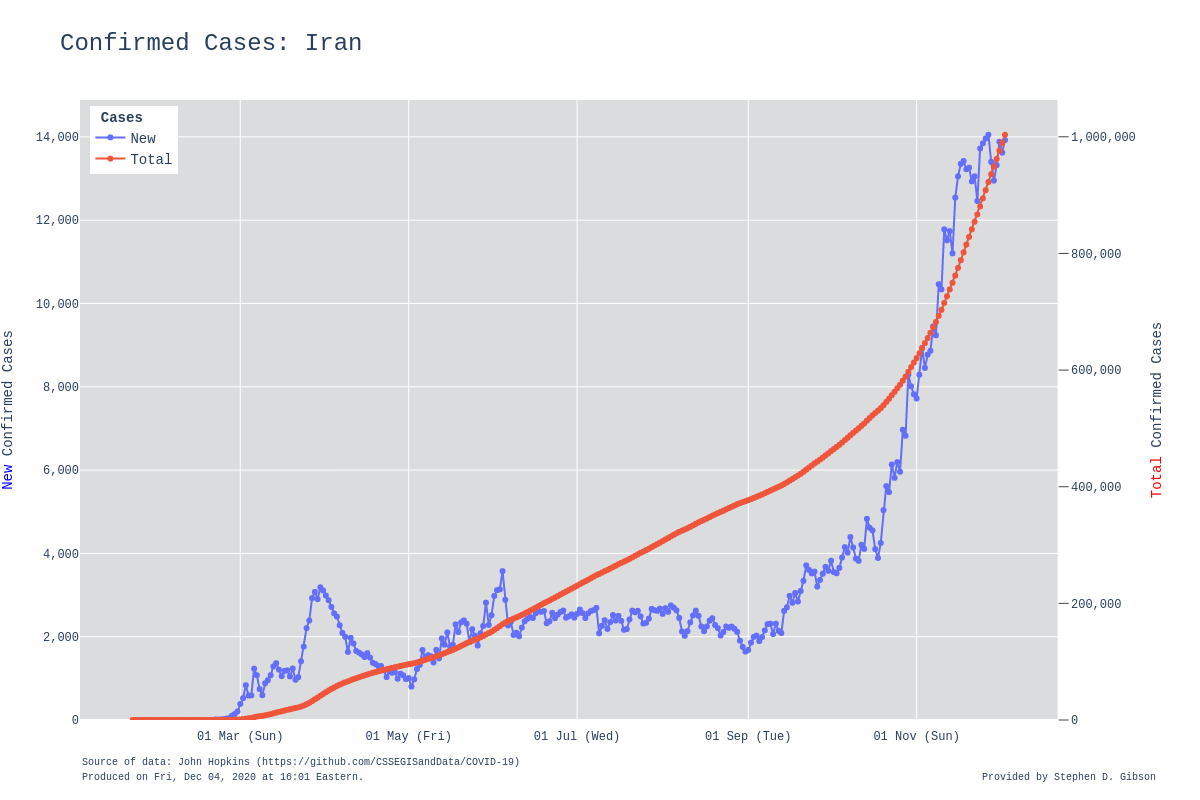 Confirmed Cases: Iran
Cases
New
Total
14,000
12,000
10,000
8,000
6,000
4,000
2,000
0
New Confirmed Cases
1,000,000
800,000
600,000
400,000
200,000
0
Total Confirmed Cases
01 Mar (Sun)
01 May (Fri)
01 Jul (Wed)
01 Sep (Tue)
01 Nov (Sun)
Source of data: John Hopkins (https://github.com/CSSEGISandData/COVID-19)
Produced on Fri, Dec 04, 2020 at 16:01 Eastern.
Provided by Stephen D. Gibson